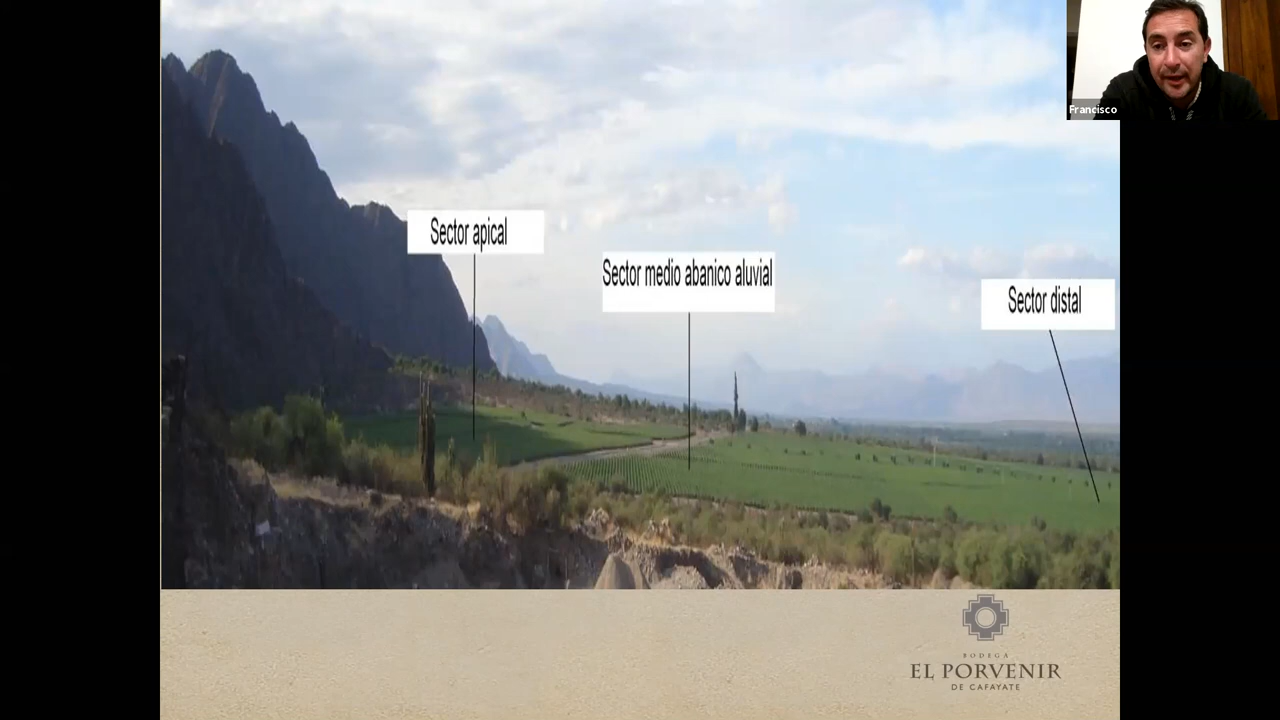 Francisco
Sector apical
Sector medio abanico aluvial
Sector distal
BODEGA
EL PORVENIR
DE CAFAYATE